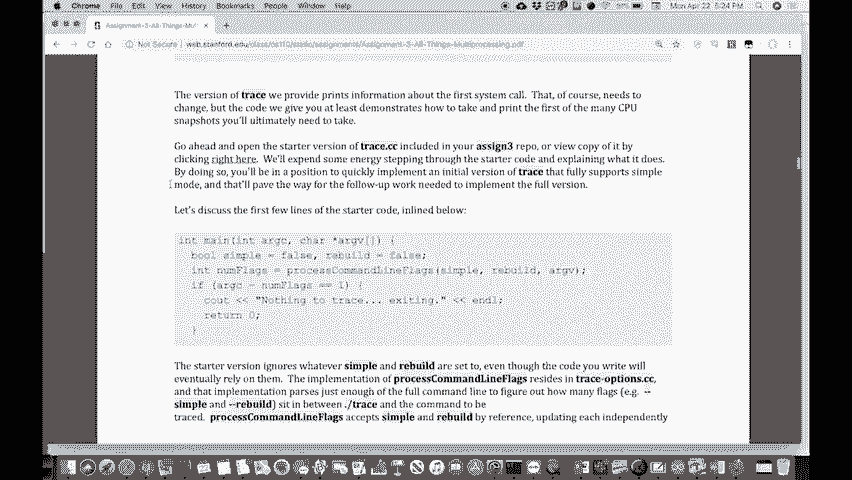 Chrome File Edit View History Bookmarks People Window Help
Mon Apr 22 5:24 PM
Assignment-3-All-Things-Mul
Not Secure web.stanford.edu/class/cs110/static/assignments/Assignment-3-All-Things-Multiprocessing.pdf
The version of trace we provide prints information about the first system call. That, of course, needs to
change, but the code we give you at least demonstrates how to take and print the first of the many CPU
snapshots you'll ultimately need to take.
Go ahead and open the starter version of trace.cc included in your assign3 repo, or view copy of it by
clicking right here. We'll expend some energy stepping through the starter code and explaining what it does.
By doing so, you'll be in a position to quickly implement an initial version of trace that fully supports simple
mode, and that'll pave the way for the follow-up work needed to implement the full version.
Let's discuss the first few lines of the starter code, inlined below:
int main(int argc, char *argv[]) {
bool simple = false, rebuild = false;
int numFlags = processCommandLineFlags(simple, rebuild, argv);
if (argc - numFlags == 1) {
cout << "Nothing to trace... exiting." << endl;
return 0;
}
The starter version ignores whatever simple and rebuild are set to, even though the code you write will
eventually rely on them. The implementation of processCommandLineFlags resides in trace-options.cc,
and that implementation parses just enough of the full command line to figure out how many flags (e.g. --
simple and --rebuild) sit in between ./trace and the command to be
traced. processCommandLineFlags accepts simple and rebuild by reference, updating each independently